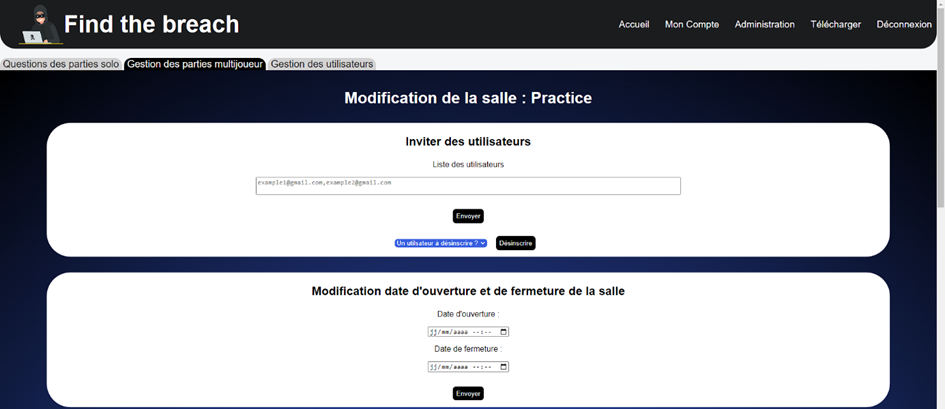 Find the breach
Accueil Mon Compte Administration Télécharger Déconnexion
Questions des parties solo Gestion des parties multijoueur Gestion des utilisateurs
Modification de la salle : Practice
Inviter des utilisateurs
Liste des utilisateurs
example1@gmail.com,example2@gmail.com
Envoyer
Un utilsateur à désinscrire ? Désinscrire
Modification date d'ouverture et de fermeture de la salle
Date d'ouverture :
jj/mm/aaaa --:--
Date de fermeture :
jj/mm/aaaa --:--
Envoyer